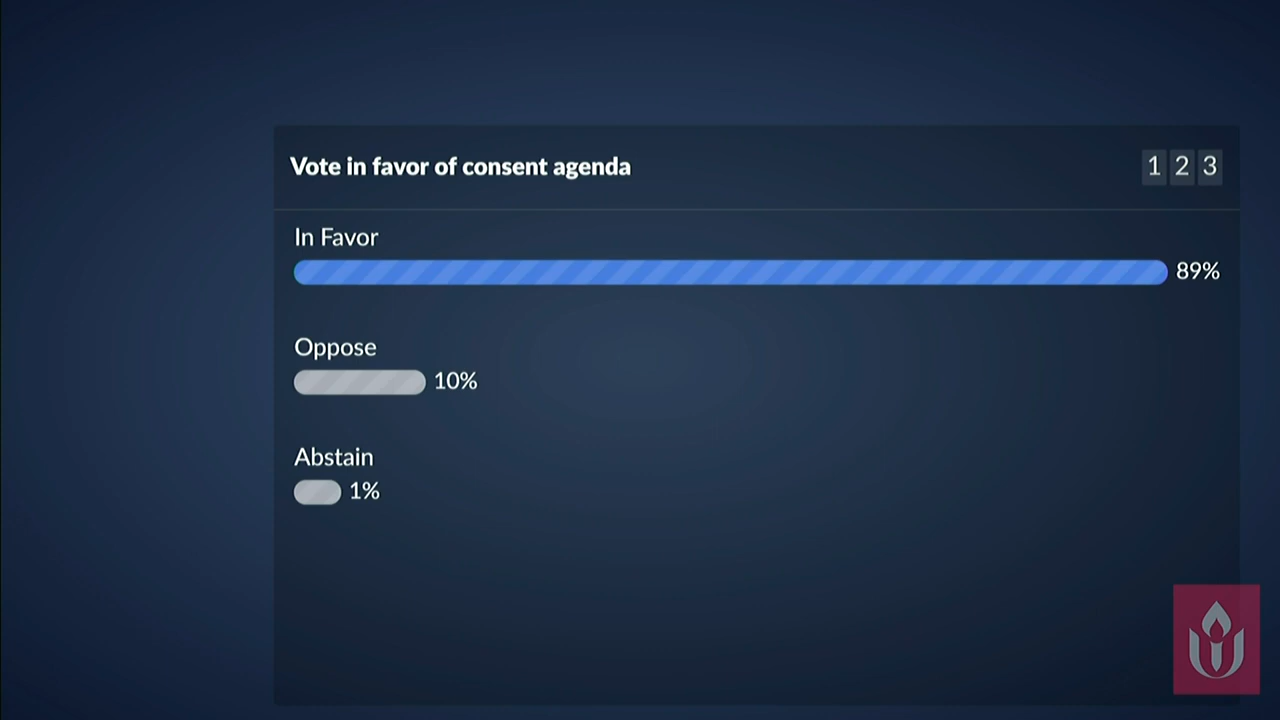 Vote in favor of consent agenda
1 2 3
In Favor
89%
Oppose
10%
Abstain
1%